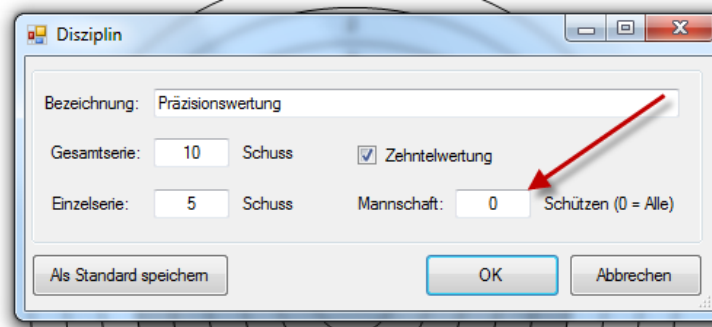 Disziplin
Bezeichnung: Präzisionswertung
Gesamtserie: 10 Schuss Zehntelwertung
Einzelserie: 5 Schuss Mannschaft: 0 Schützen (0 = Alle)
Als Standard speichern OK Abbrechen